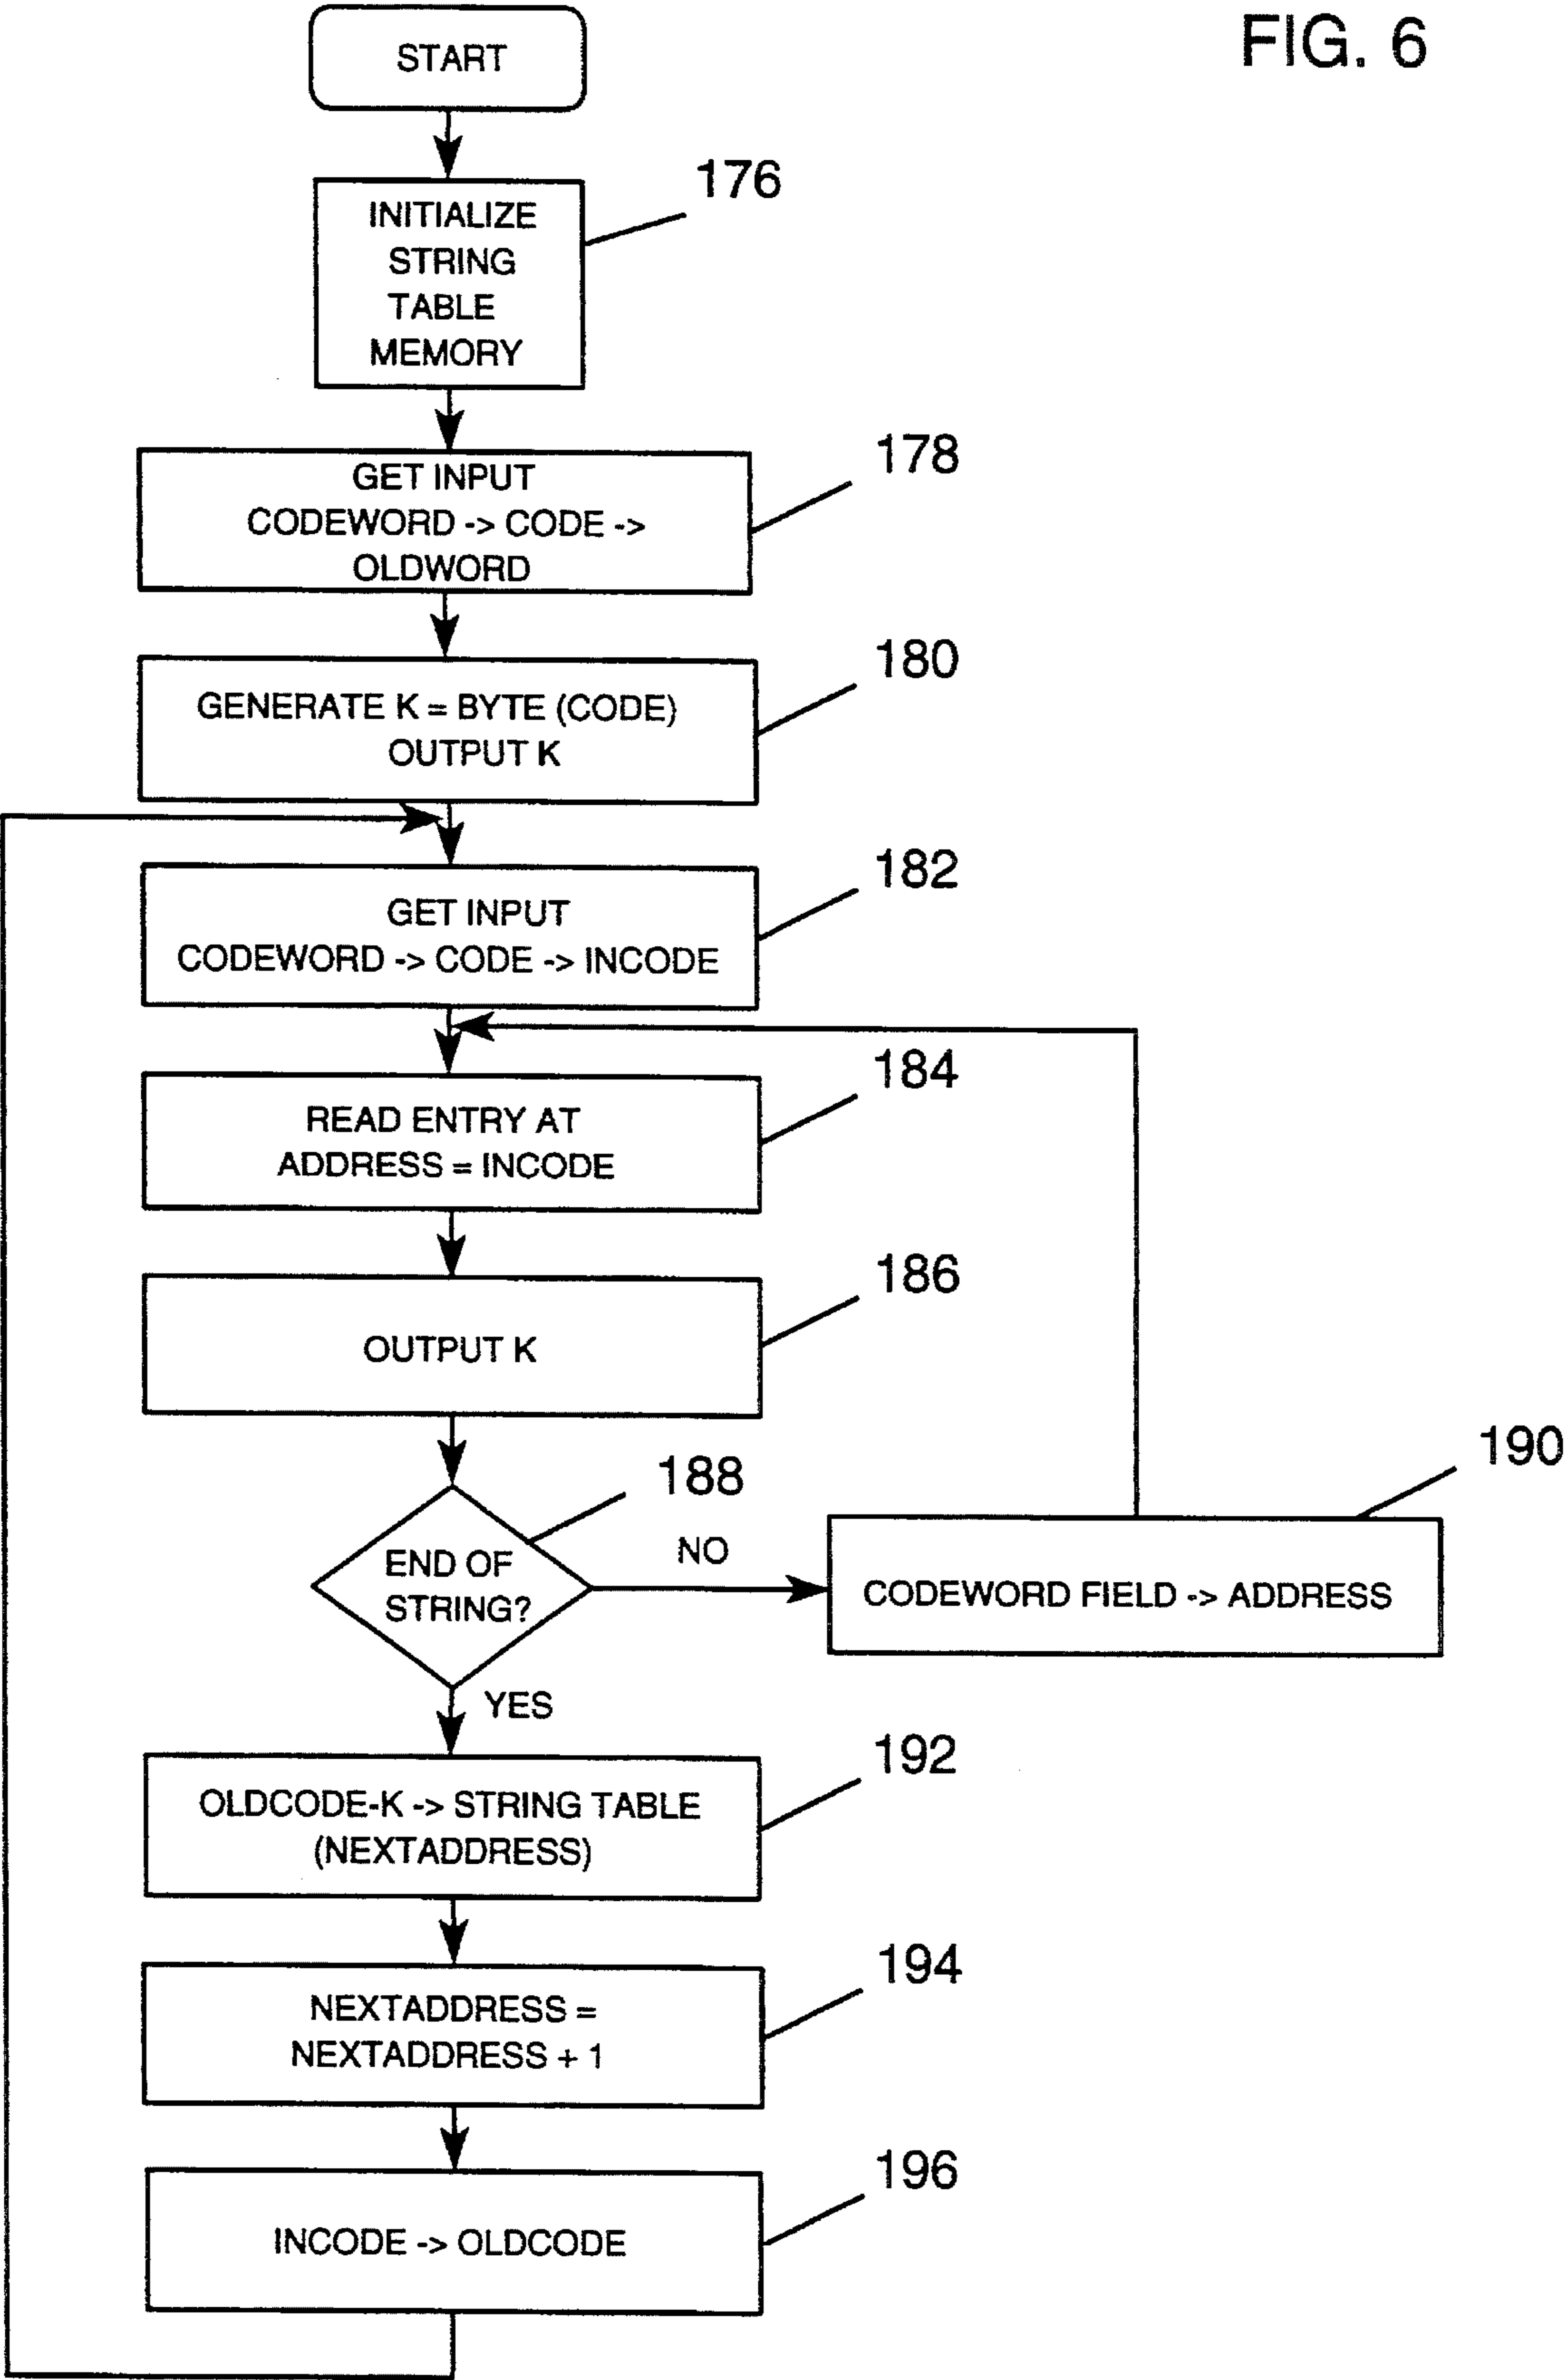 FIG. 6
START
176
INITIALIZE
STRING
TABLE
MEMORY
178
GET INPUT
CODEWORD -> CODE ->
OLDWORD
180
GENERATE K = BYTE (CODE)
OUTPUT K
182
GET INPUT
CODEWORD -> CODE -> INCODE
184
READ ENTRY AT
ADDRESS = INCODE
186
OUTPUT K
188
END OF
STRING?
NO
190
CODEWORD FIELD -> ADDRESS
YES
192
OLDCODE-K -> STRING TABLE
(NEXTADDRESS)
194
NEXTADDRESS =
NEXTADDRESS + 1
196
INCODE -> OLDCODE